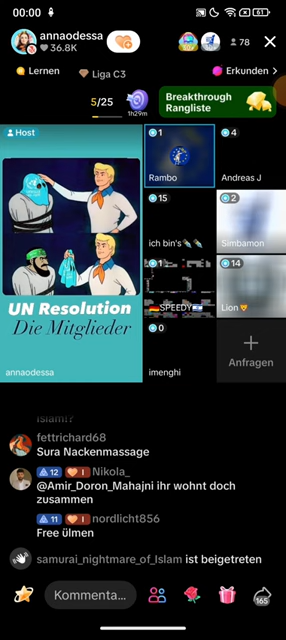 00:00
61
annaodessa
36.8K
78
Lernen
Liga C3
Erkunden
5/25
1h29m
Breakthrough
Rangliste
Host
1
4
Rambo
Andreas J
15
2
ich bin's
Simbamon
1
14
SPEEDY
Lion
UN Resolution
Die Mitglieder
0
annaodessa
imenghi
Anfragen
Islam!?
fettrichard68
Sura Nackenmassage
12 I Nikola_
@Amir_Doron_Mahajni ihr wohnt doch
zusammen
11 I nordlicht856
Free ülmen
samurai_nightmare_of_Islam ist beigetreten
Kommenta...
165